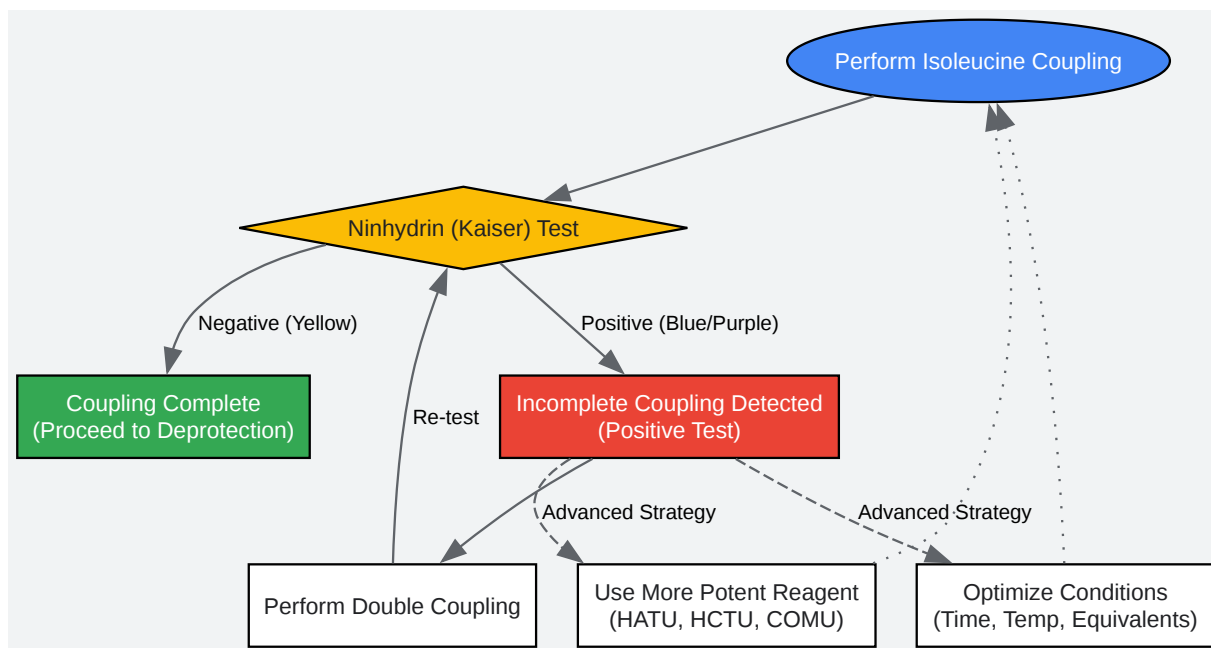 Perform Isoleucine Coupling
Ninhydrin (Kaiser) Test
Negative (Yellow)
Positive (Blue/Purple)
Coupling Complete
(Proceed to Deprotection)
Re-test
Incomplete Coupling Detected
(Positive Test)
Advanced Strategy
Advanced Strategy
Perform Double Coupling
Use More Potent Reagent
(HATU, HCTU, COMU)
Optimize Conditions
(Time, Temp, Equivalents)